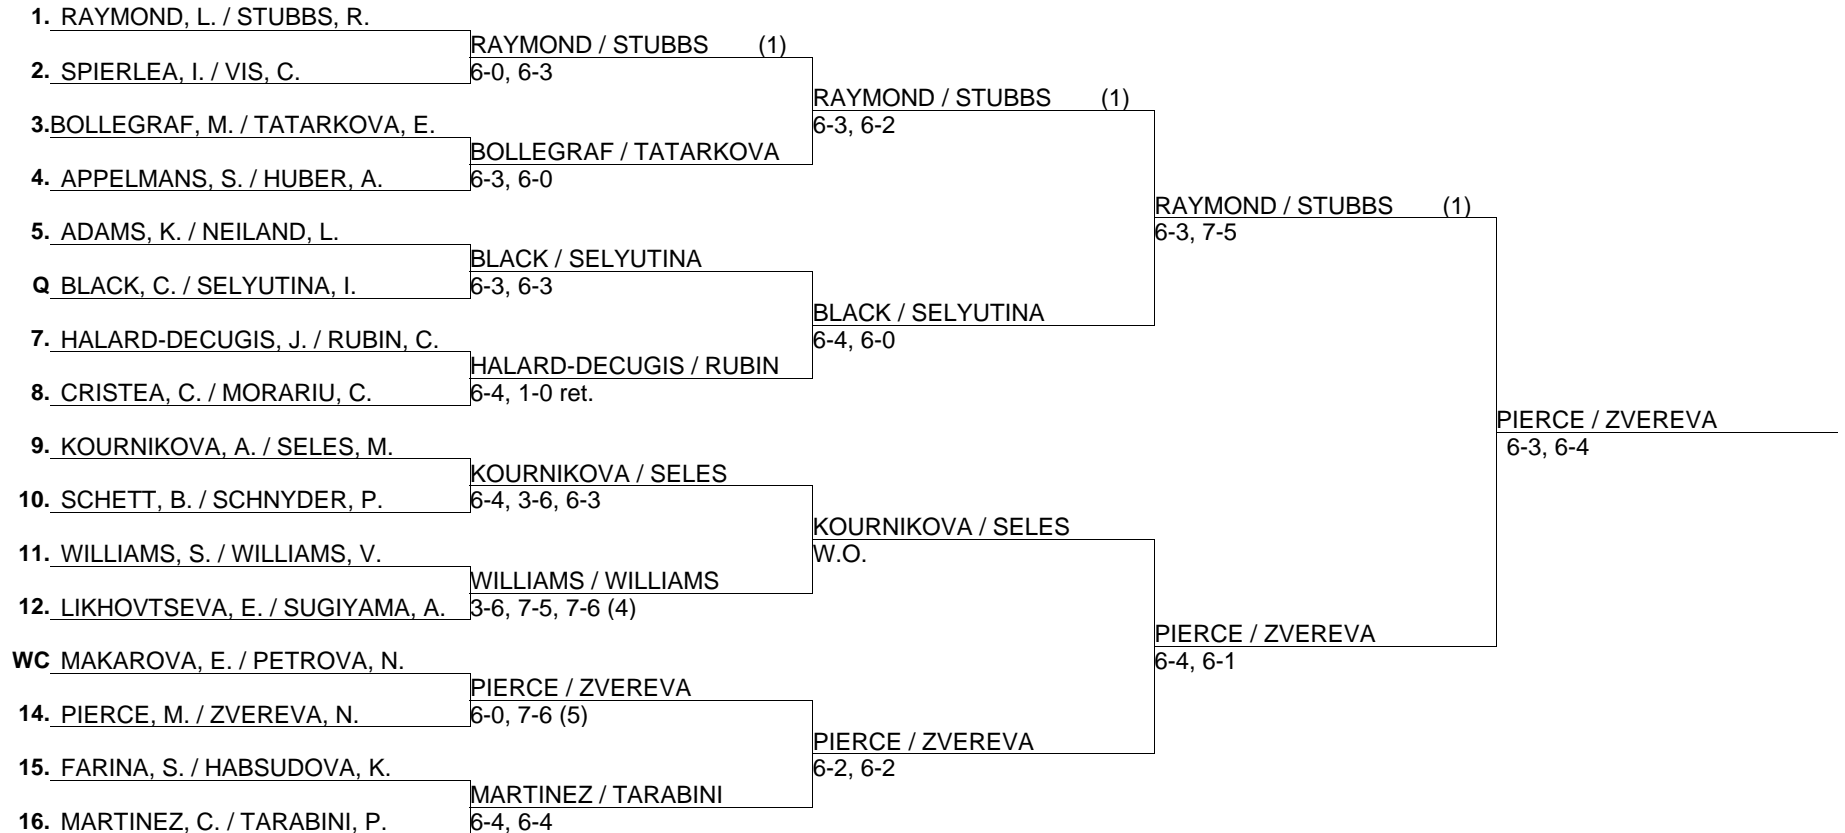 1. RAYMOND, L. / STUBBS, R.
RAYMOND / STUBBS (1)
2. SPIERLEA, I. / VIS, C.
6-0, 6-3
RAYMOND / STUBBS (1)
3. BOLLEGRAF, M. / TATARKOVA, E.
6-3, 6-2
BOLLEGRAF / TATARKOVA
4. APPELMANS, S. / HUBER, A.
6-3, 6-0
RAYMOND / STUBBS (1)
5. ADAMS, K. / NEILAND, L.
6-3, 7-5
BLACK / SELYUTINA
Q BLACK, C. / SELYUTINA, I.
6-3, 6-3
BLACK / SELYUTINA
7. HALARD-DECUGIS, J. / RUBIN, C.
6-4, 6-0
HALARD-DECUGIS / RUBIN
8. CRISTEA, C. / MORARIU, C.
6-4, 1-0 ret.
PIERCE / ZVEREVA
9. KOURNIKOVA, A. / SELES, M.
6-3, 6-4
KOURNIKOVA / SELES
10. SCHETT, B. / SCHNYDER, P.
6-4, 3-6, 6-3
KOURNIKOVA / SELES
11. WILLIAMS, S. / WILLIAMS, V.
W.O.
WILLIAMS / WILLIAMS
12. LIKHOVTSEVA, E. / SUGIYAMA, A.
3-6, 7-5, 7-6 (4)
PIERCE / ZVEREVA
WC MAKAROVA, E. / PETROVA, N.
6-4, 6-1
PIERCE / ZVEREVA
14. PIERCE, M. / ZVEREVA, N.
6-0, 7-6 (5)
PIERCE / ZVEREVA
15. FARINA, S. / HABSUDOVA, K.
6-2, 6-2
MARTINEZ / TARABINI
16. MARTINEZ, C. / TARABINI, P.
6-4, 6-4